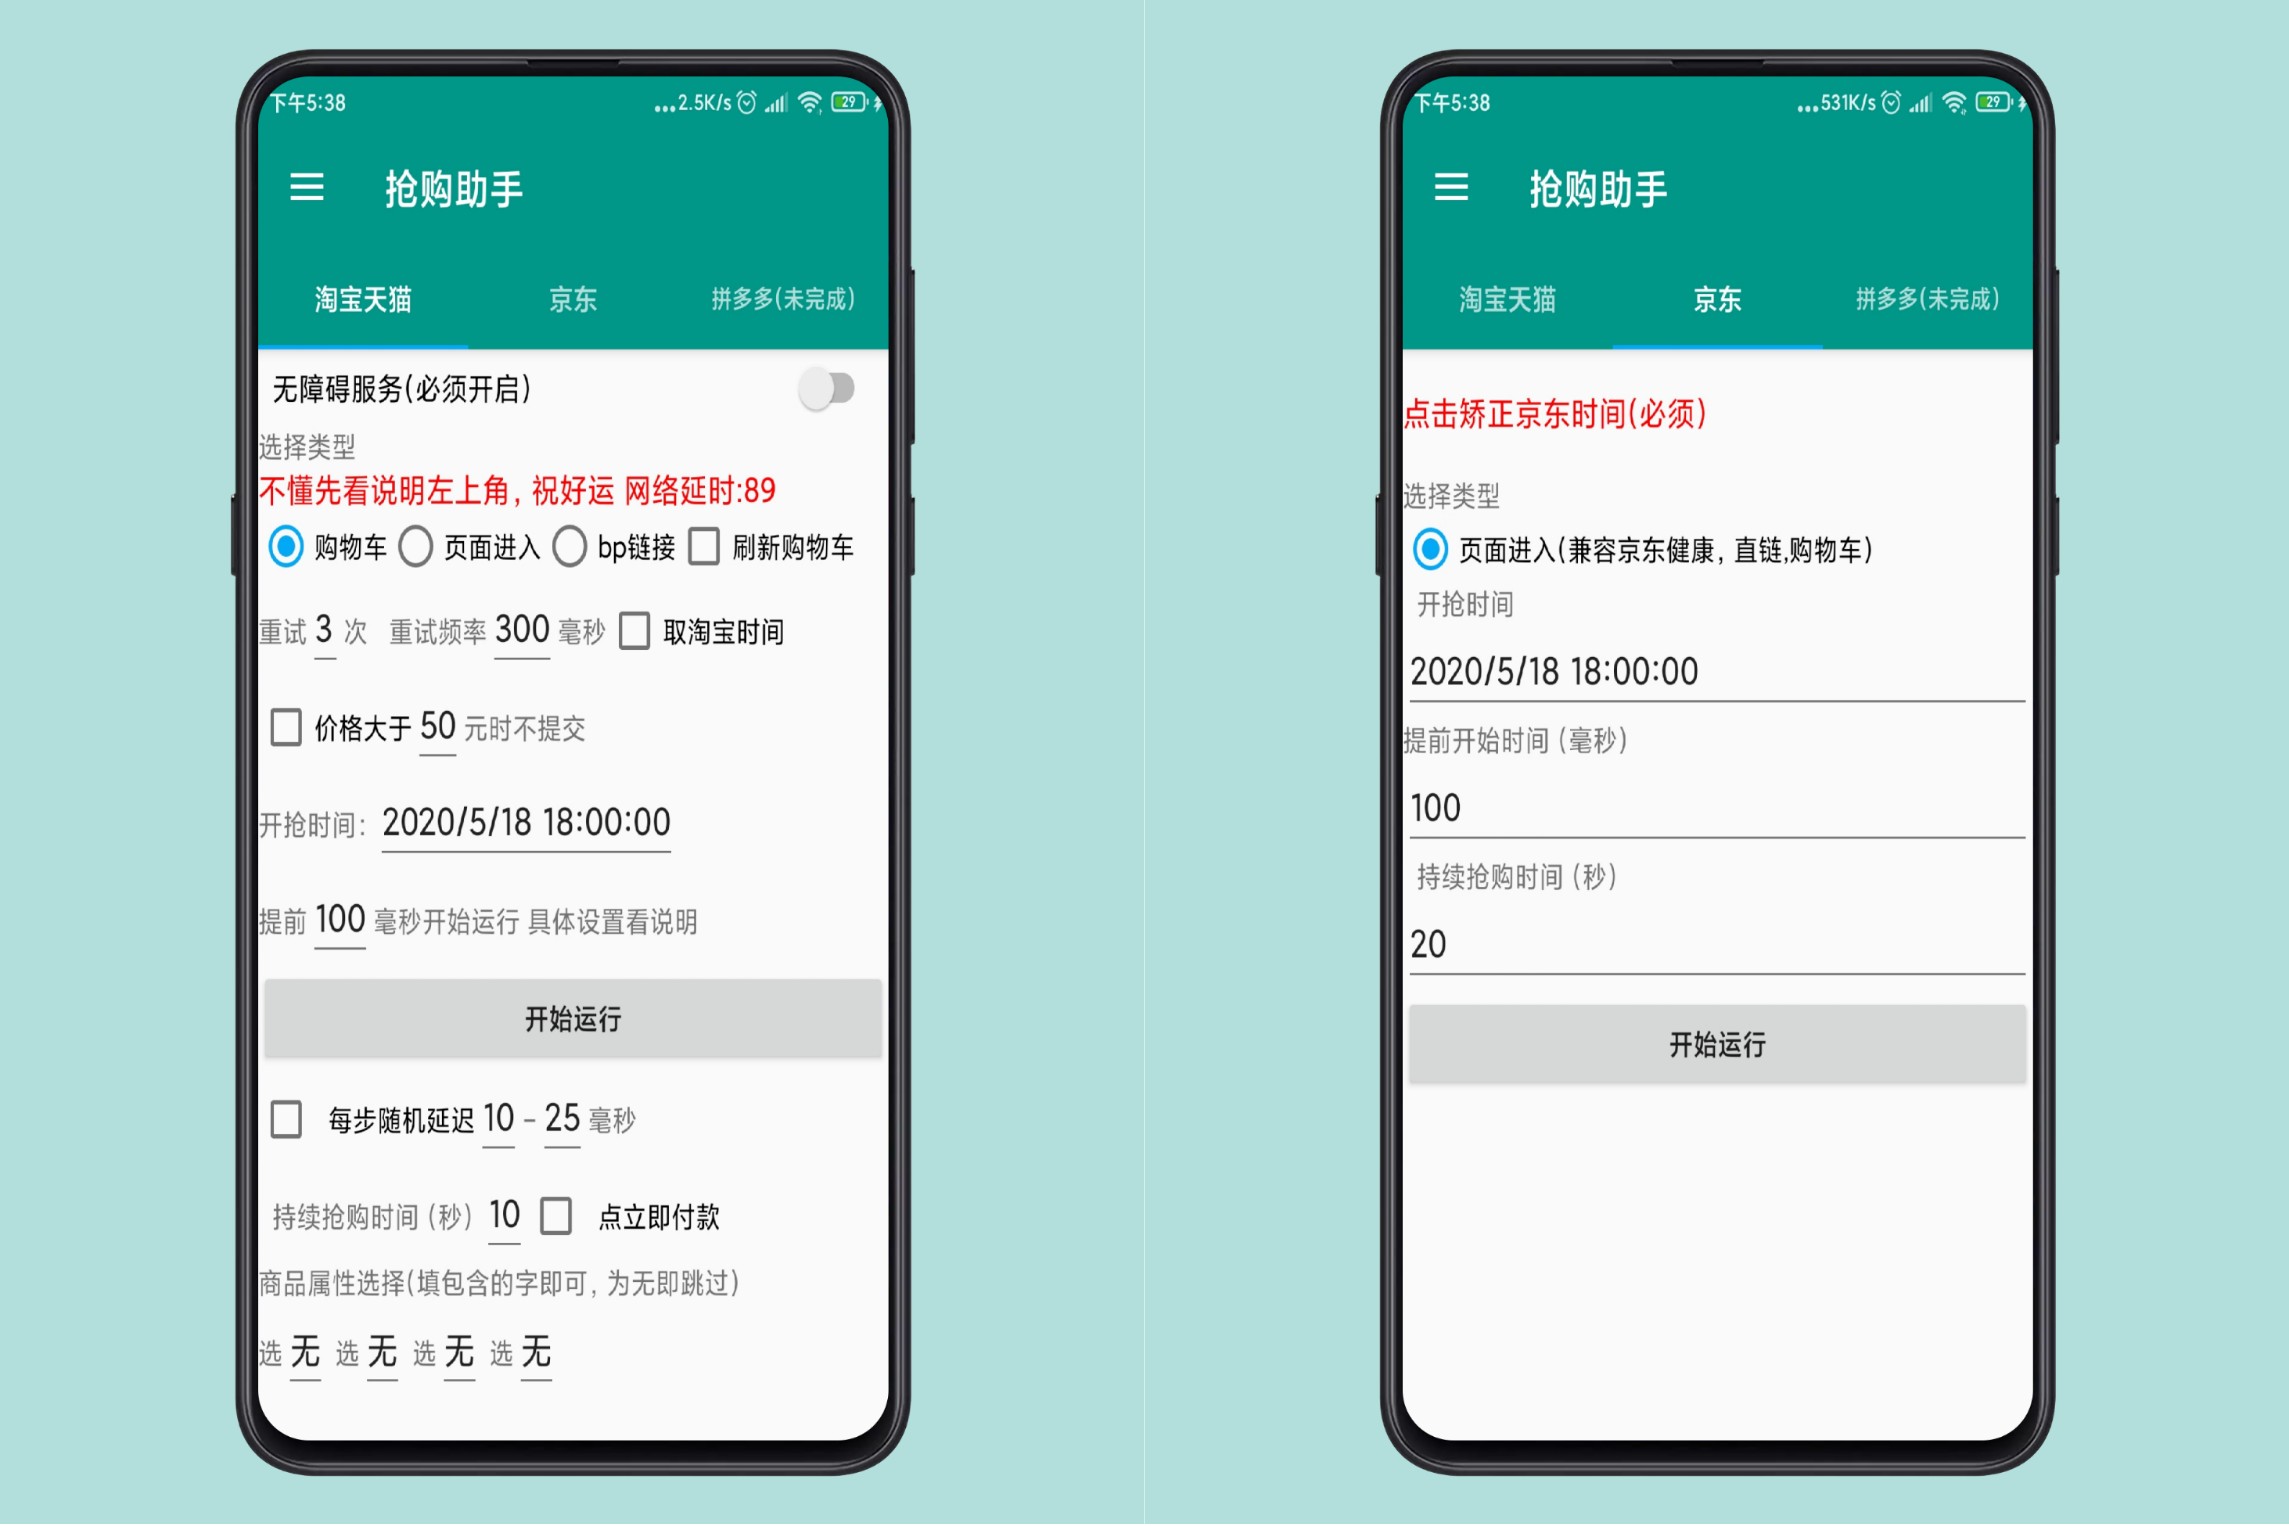 下午5:38
...2.5K/s
29
抢购助手
淘宝天猫 京东 拼多多(未完成)
无障碍服务(必须开启)
选择类型
不懂先看说明左上角, 祝好运 网络延时:89
购物车 页面进入 bp链接 刷新购物车
重试 3 次 重试频率 300 毫秒 取淘宝时间
价格大于 50 元时不提交
开抢时间: 2020/5/18 18:00:00
提前 100 毫秒开始运行 具体设置看说明
开始运行
每步随机延迟 10 - 25 毫秒
持续抢购时间 (秒) 10 点立即付款
商品属性选择(填包含的字即可, 为无即跳过)
选 无 选 无 选 无 选 无
下午5:38
...531K/s
29
抢购助手
淘宝天猫 京东 拼多多(未完成)
点击矫正京东时间(必须)
选择类型
页面进入(兼容京东健康, 直链,购物车)
开抢时间
2020/5/18 18:00:00
提前开始时间 (毫秒)
100
持续抢购时间 (秒)
20
开始运行